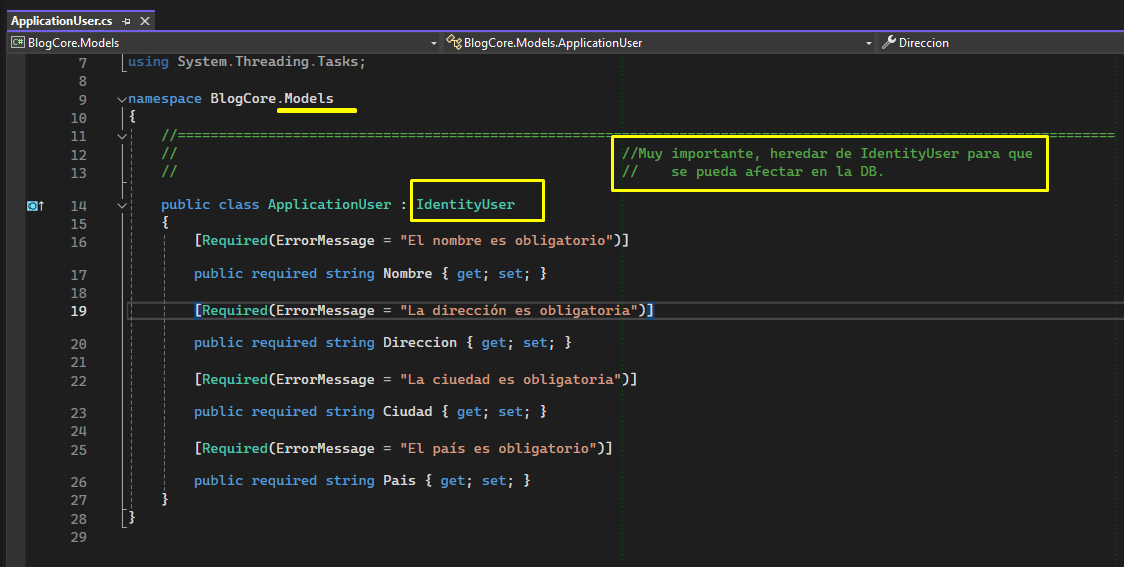 ApplicationUser.cs
C# BlogCore.Models BlogCore.Models.ApplicationUser Direccion
7 using System.Threading.Tasks;
8
9 namespace BlogCore.Models
10 {
11 //==================================================================================================================
12 // //Muy importante, heredar de IdentityUser para que
13 // // se pueda afectar en la DB.
14 public class ApplicationUser : IdentityUser
15 {
16 [Required(ErrorMessage = "El nombre es obligatorio")]
17 public required string Nombre { get; set; }
18
19 [Required(ErrorMessage = "La dirección es obligatoria")]
20 public required string Direccion { get; set; }
21
22 [Required(ErrorMessage = "La ciuedad es obligatoria")]
23 public required string Ciudad { get; set; }
24
25 [Required(ErrorMessage = "El país es obligatorio")]
26 public required string Pais { get; set; }
27 }
28 }
29